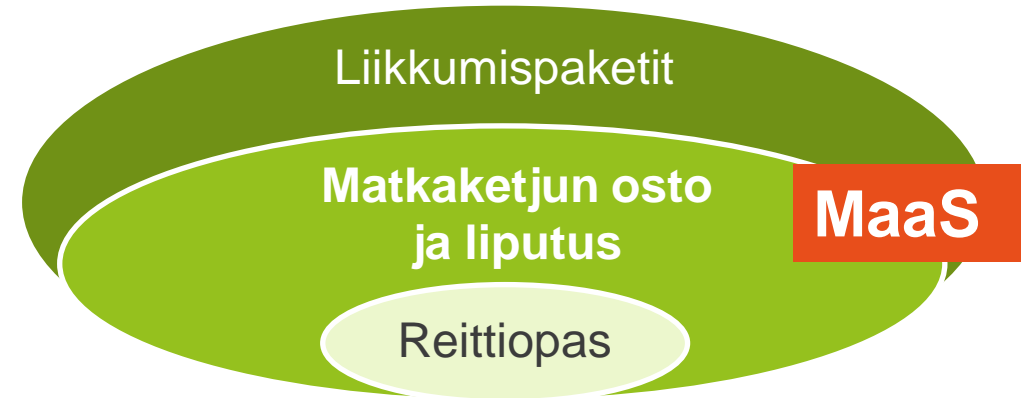 Liikkumispaketit
Matkaketjun osto
ja liputus
MaaS
Reittiopas